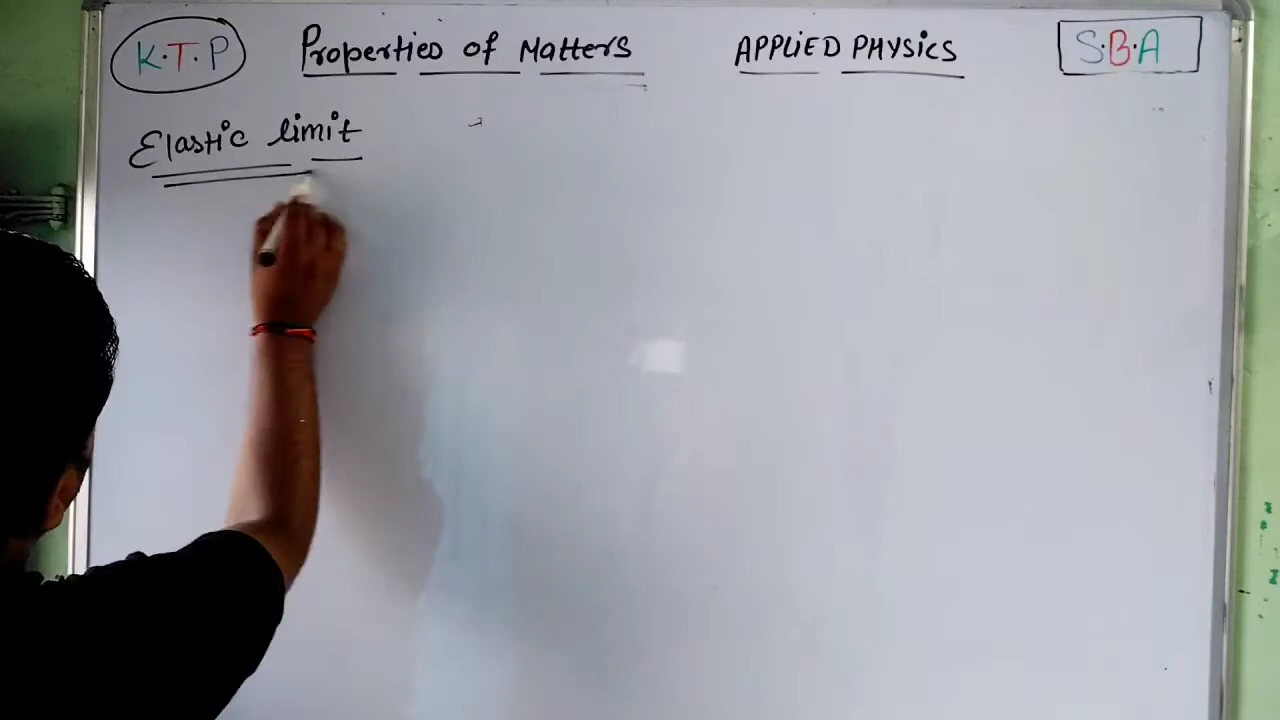 K.T.P Properties of Matters APPLiED PHYSiCS S.B.A
Elastic limit